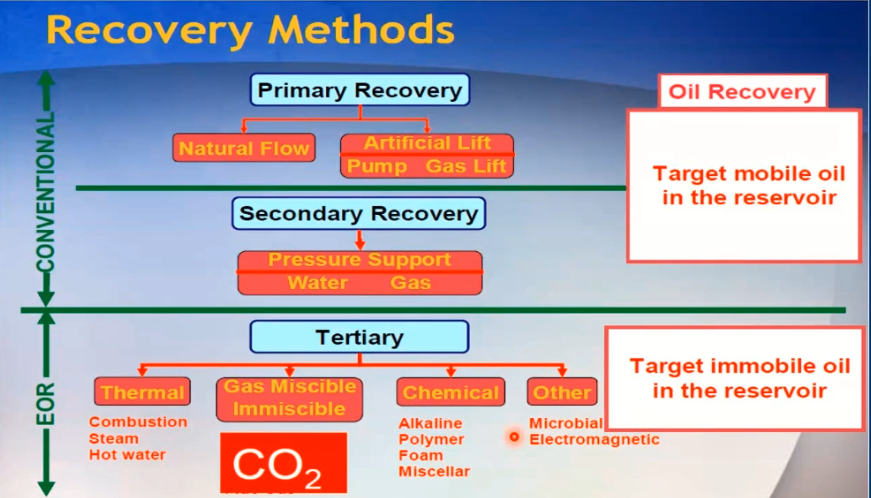 Recovery Methods
CONVENTIONAL
Primary Recovery
Natural Flow
Artificial Lift
Pump Gas Lift
Oil Recovery
Target mobile oil
in the reservoir
Secondary Recovery
Pressure Support
Water Gas
EOR
Tertiary
Thermal
Combustion
Steam
Hot water
Gas Miscible
Immiscible
CO2
Chemical
Alkaline
Polymer
Foam
Miscellar
Other
Microbial
Electromagnetic
Target immobile oil
in the reservoir